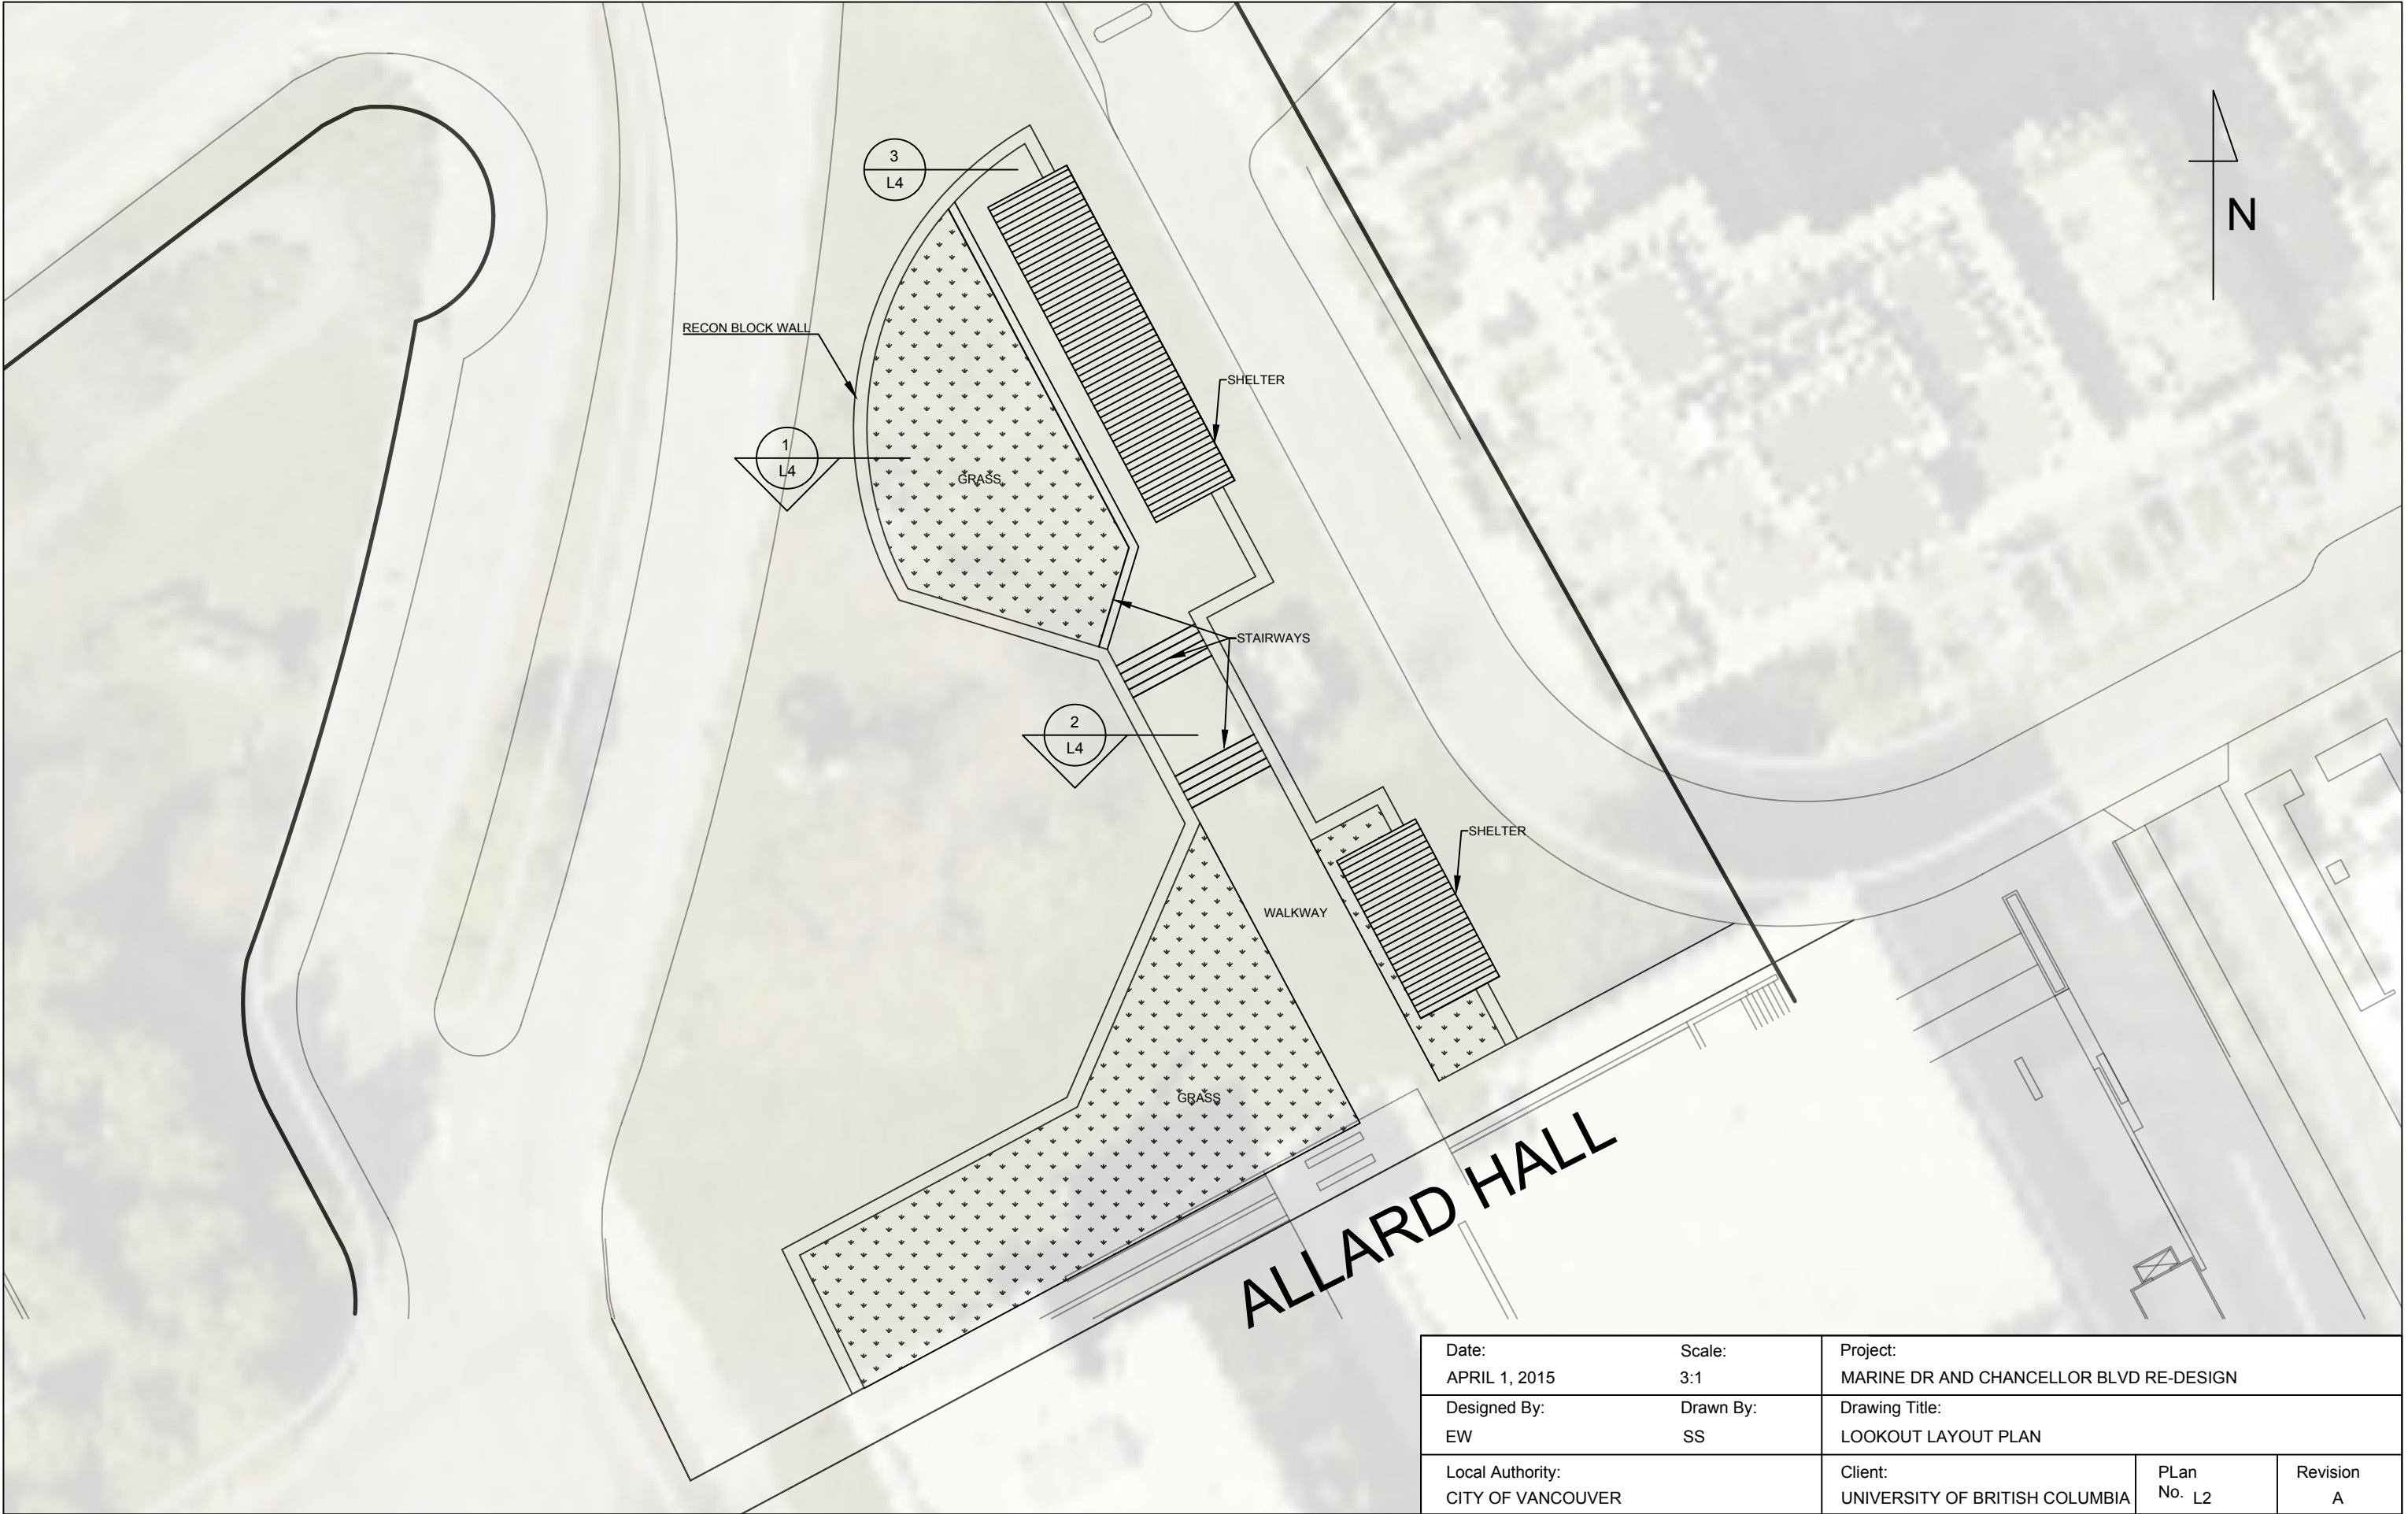 3
L4
N
RECON BLOCK WALL
SHELTER
1
L4
GRASS
STAIRWAYS
2
L4
SHELTER
WALKWAY
GRASS
ALLARD HALL
Date: Scale: Project:
APRIL 1, 2015 3:1 MARINE DR AND CHANCELLOR BLVD RE-DESIGN
Designed By: Drawn By: Drawing Title:
EW SS LOOKOUT LAYOUT PLAN
Local Authority: Client: PLan Revision
CITY OF VANCOUVER UNIVERSITY OF BRITISH COLUMBIA No. L2 A